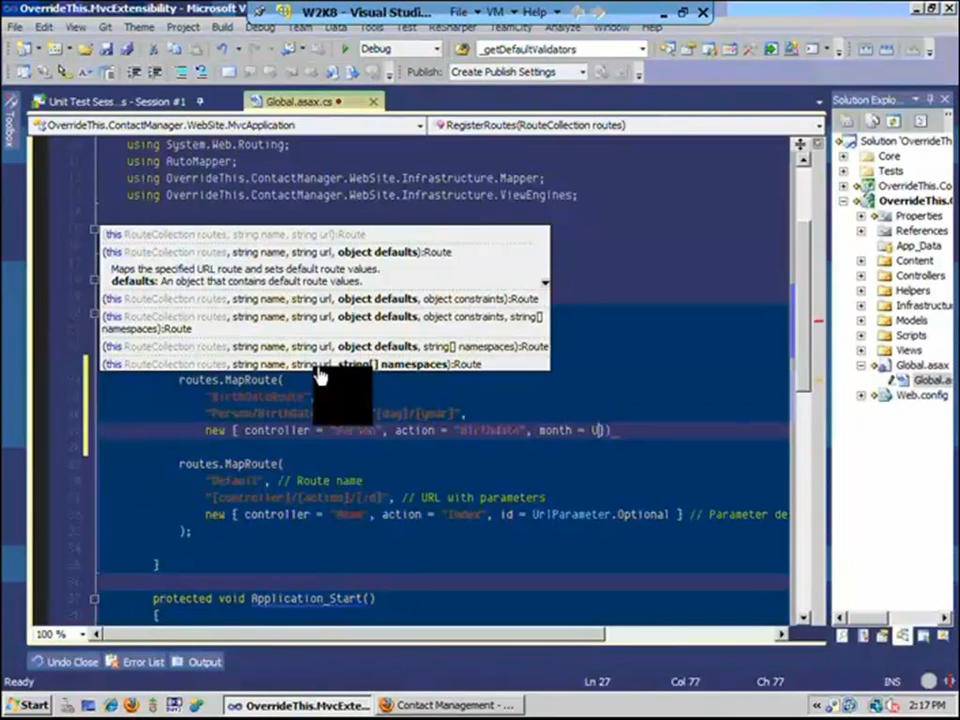 OverrideThis.MvcExtensibility - Microsoft V
W2K8 - Visual Studi...
File
VM
Help
File Edit View Git Theme Project Build Debug Team Data Tools Test ReSharper Analyze Window Help
Debug
_getDefaultValidators
Publish: Create Publish Settings
Toolbox
Unit Test Sess...s - Session #1
Global.asax.cs
Solution Explo...
OverrideThis.ContactManager.WebSite.MvcApplication
RegisterRoutes(RouteCollection routes)
using System.Web.Routing;
using AutoMapper;
using OverrideThis.ContactManager.WebSite.Infrastructure.Mapper;
using OverrideThis.ContactManager.WebSite.Infrastructure.ViewEngines;
(this RouteCollection routes, string name, string url):Route
(this RouteCollection routes, string name, string url, object defaults):Route
Maps the specified URL route and sets default route values.
defaults: An object that contains default route values.
(this RouteCollection routes, string name, string url, object defaults, object constraints):Route
(this RouteCollection routes, string name, string url, object defaults, object constraints, string[]
namespaces):Route
(this RouteCollection routes, string name, string url, object defaults, string[] namespaces):Route
(this RouteCollection routes, string name, string url, string[] namespaces):Route
routes.MapRoute(
"BirthDateRoute",
"Person/BirthDat [day]/[year]",
new { controller = "Person", action = "BirthDate", month = U})
routes.MapRoute(
"Default", // Route name
"{controller}/{action}/{id}", // URL with parameters
new { controller = "Home", action = "Index", id = UrlParameter.Optional } // Parameter de
);
}
protected void Application_Start()
{
Solution 'OverrideTh
Core
Tests
OverrideThis.Co
OverrideThis.C
Properties
References
App_Data
Content
Controllers
Helpers
Infrastructu
Models
Scripts
Views
Global.asax
Global.a
Web.config
100 %
Undo Close
Error List
Output
Ready
Ln 27
Col 77
Ch 77
INS
Start
OverrideThis.MvcExte...
Contact Management - ...
2:17 PM